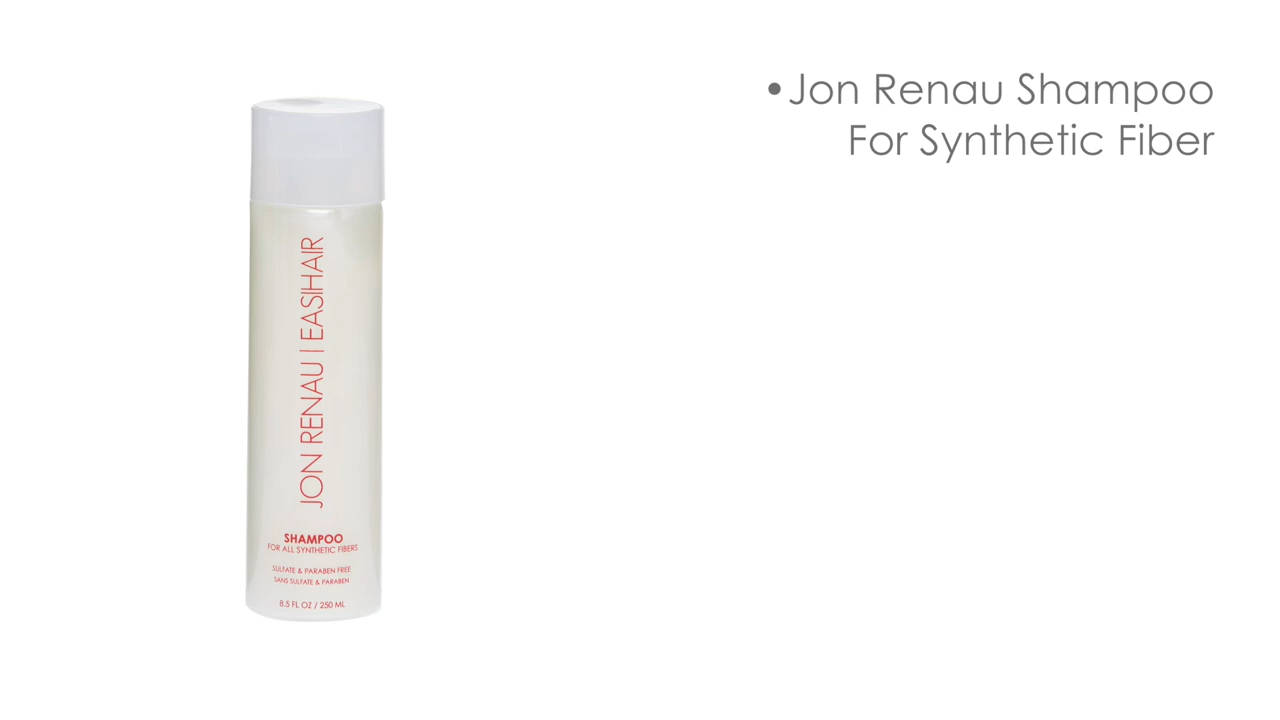 • Jon Renau Shampoo
For Synthetic Fiber
JON RENAU | EASIHAIR
SHAMPOO
FOR ALL SYNTHETIC FIBERS
SULFATE & PARABEN FREE
SANS SULFATE & PARABEN
8.5 FL OZ / 250 ML